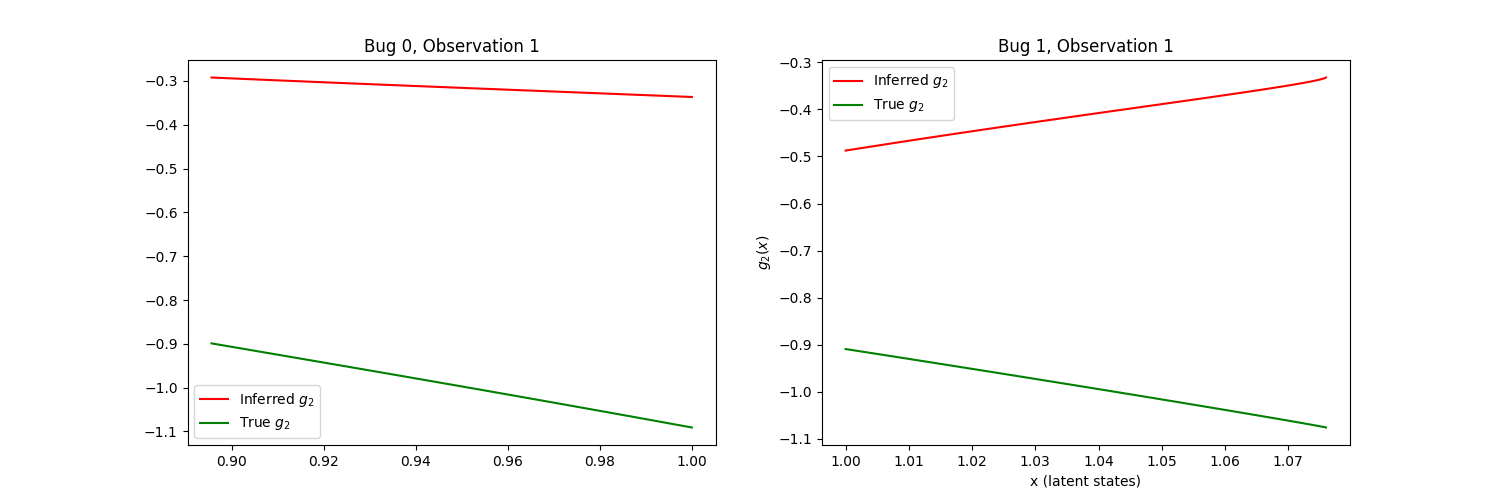 Bug 0, Observation 1
−0.3
−0.4
−0.5
−0.6
−0.7
−0.8
−0.9
−1.0
−1.1
Inferred g₂
True g₂
0.90 0.92 0.94 0.96 0.98 1.00
Bug 1, Observation 1
g₂(x)
−0.3
−0.4
−0.5
−0.6
−0.7
−0.8
−0.9
−1.0
−1.1
Inferred g₂
True g₂
1.00 1.01 1.02 1.03 1.04 1.05 1.06 1.07
x (latent states)